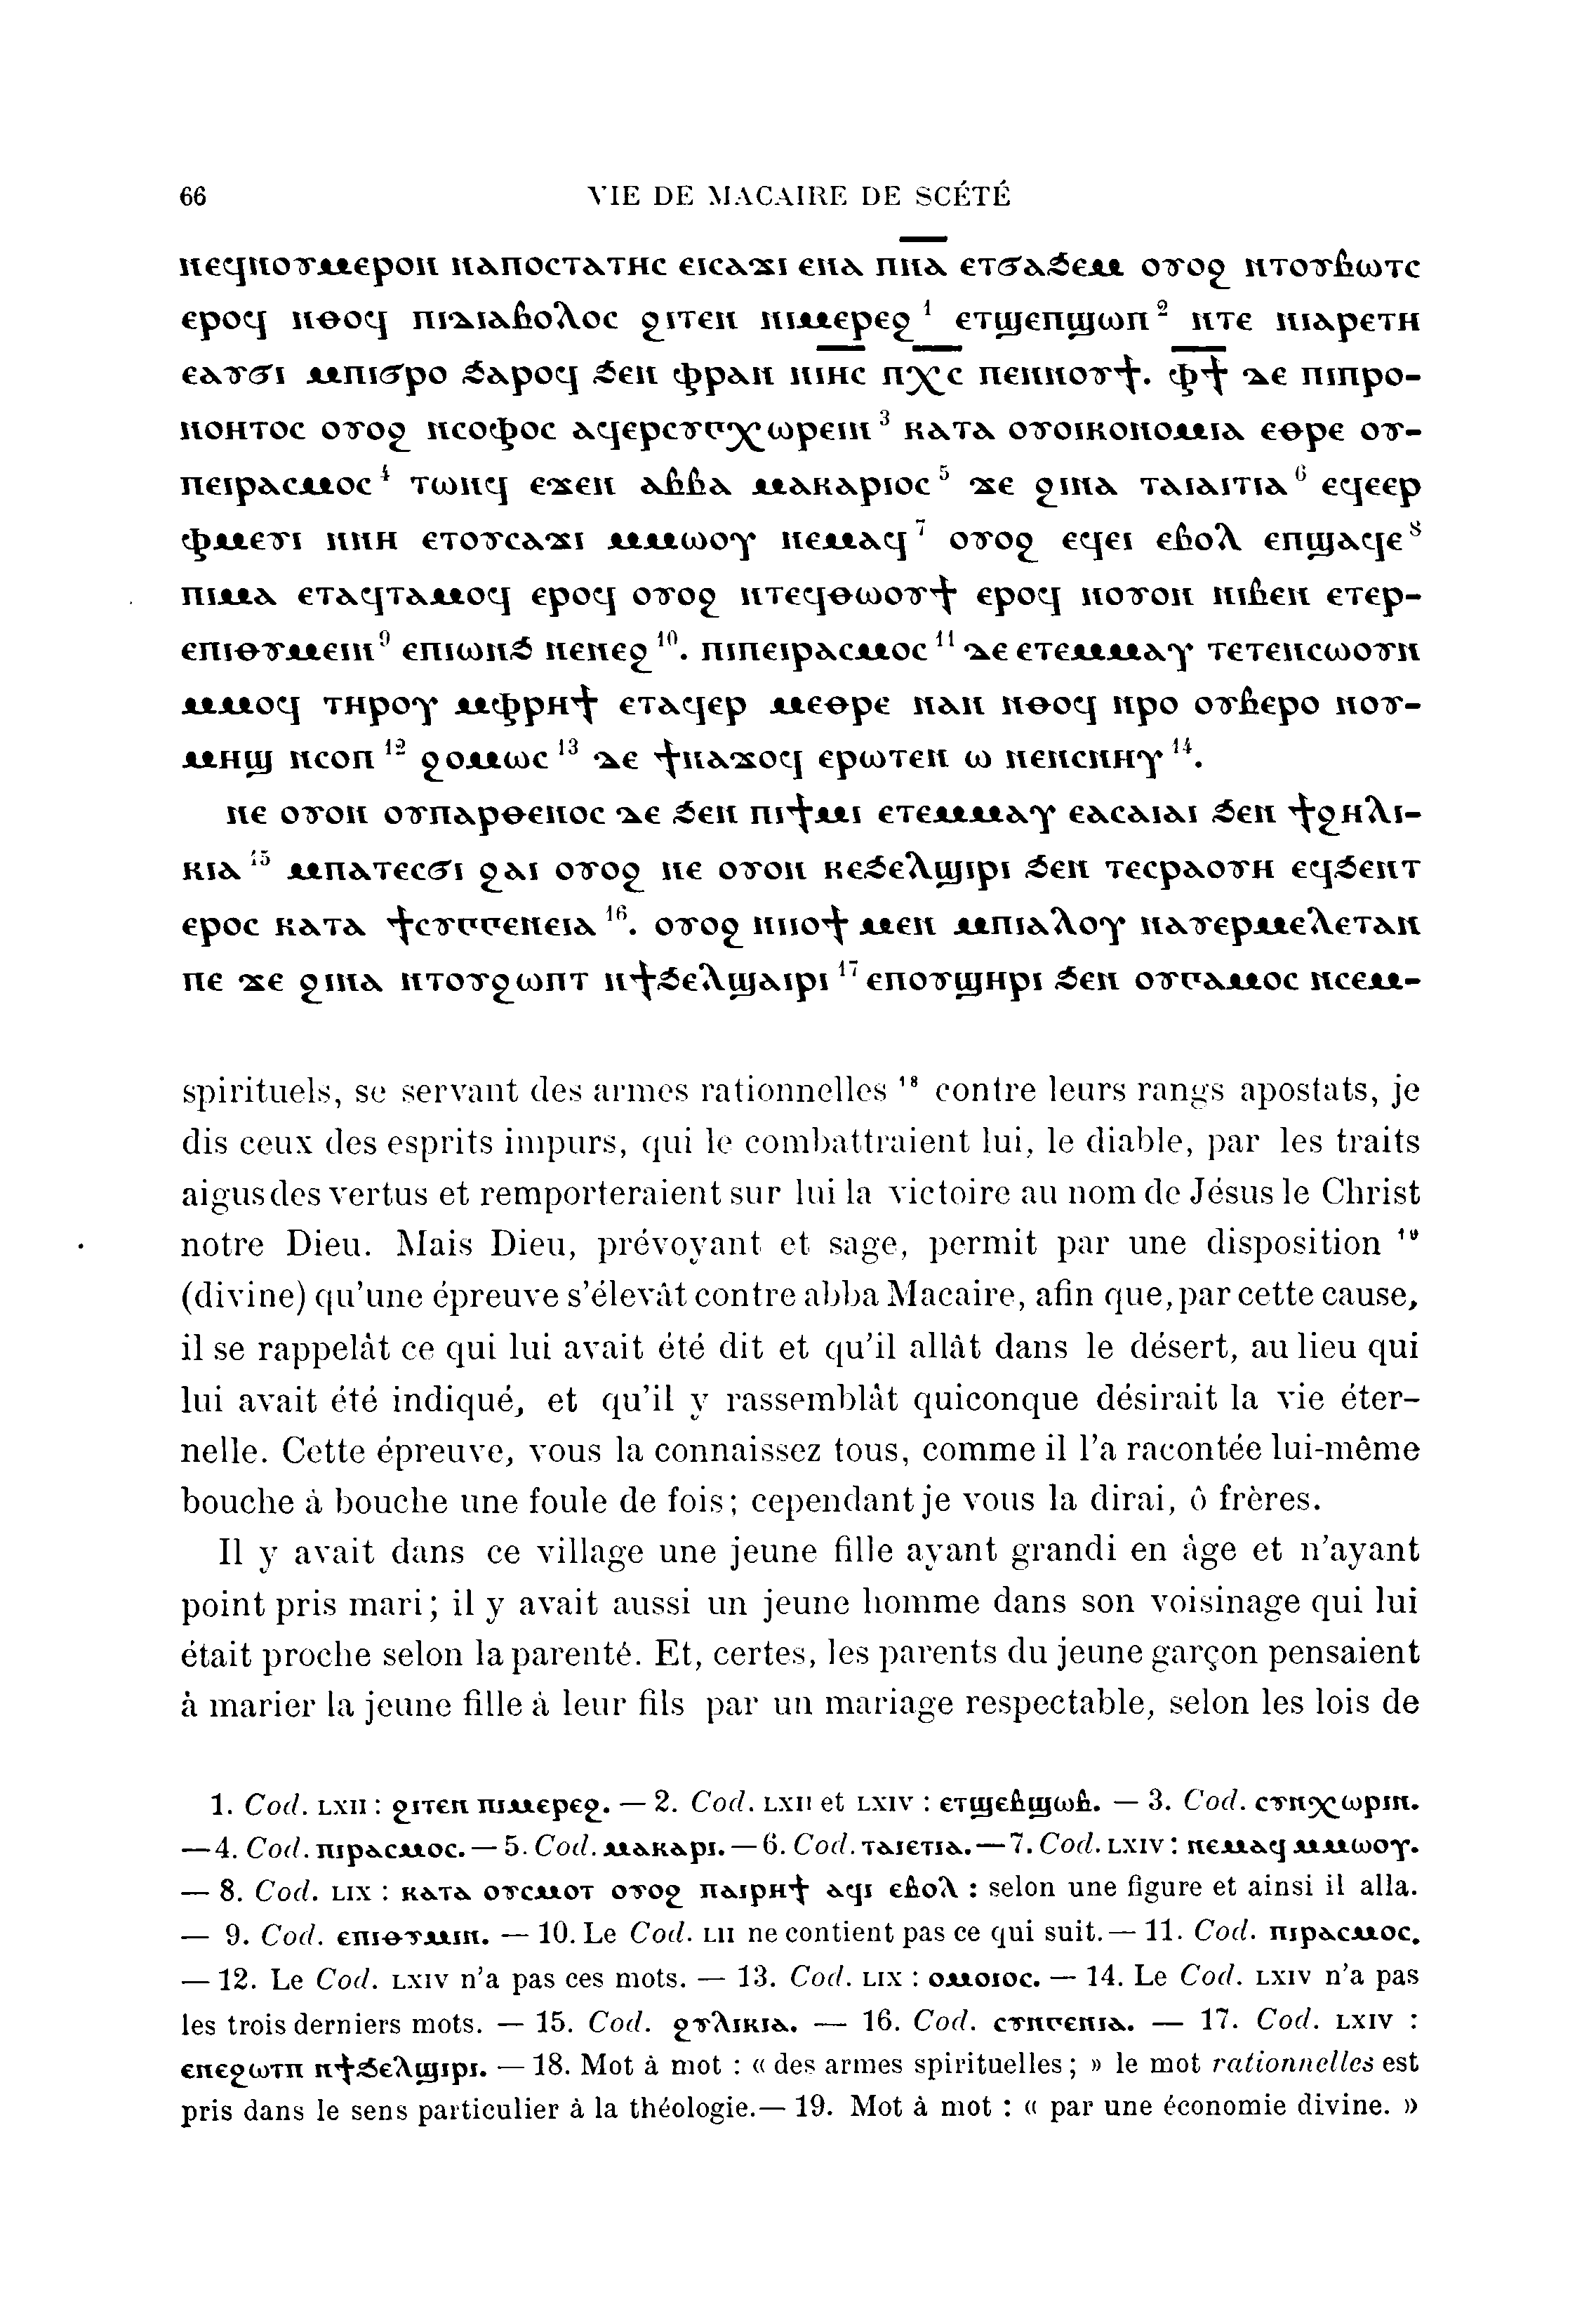 66 VIE DE MACAIRE DE SCÉTÉ
ⲛⲉϥⲛⲟⲩⲙⲉⲣⲟⲛ ⲛⲁⲡⲟⲥⲧⲁⲧⲏⲥ ⲉⲓⲥⲁϫⲓ ⲉⲛⲁ ⲡ̅ⲛ̅ⲁ̅ ⲉⲧϭⲁϧⲉⲙ ⲟⲩⲟϩ ⲛⲧⲟⲩⲃⲱⲧⲥ
ⲉⲣⲟϥ ⲛⲑⲟϥ ⲡⲓⲇⲓⲁⲃⲟⲗⲟⲥ ϩⲓⲧⲉⲛ ⲛⲓⲙⲉⲣⲉϩ ¹ ⲉⲧϣⲉⲡϣⲱⲡ ² ⲛⲧⲉ ⲛⲓⲁⲣⲉⲧⲏ
ⲉⲁⲩϭⲓ ⲙⲡⲓϭⲣⲟ ϧⲁⲣⲟϥ ϧⲉⲛ ⲫⲣⲁⲛ ⲛⲓ̅ⲏ̅ⲥ̅ ⲡ̅ⲭ̅ⲥ̅ ⲡⲉⲛⲛⲟⲩϯ. ⲫ̅ϯ̅ ⲇⲉ ⲡⲓⲡⲣⲟ-
ⲛⲟⲏⲧⲟⲥ ⲟⲩⲟϩ ⲛⲥⲟⲫⲟⲥ ⲁϥⲉⲣⲥⲩⲅⲭⲱⲣⲉⲓⲛ ³ ⲕⲁⲧⲁ ⲟⲩⲟⲓⲕⲟⲛⲟⲙⲓⲁ ⲉⲑⲣⲉ ⲟⲩ-
ⲡⲉⲓⲣⲁⲥⲙⲟⲥ ⁴ ⲧⲱⲛϥ ⲉϫⲉⲛ ⲁⲃⲃⲁ ⲙⲁⲕⲁⲣⲓⲟⲥ ⁵ ϫⲉ ϩⲓⲛⲁ ⲧⲁⲓⲁⲓⲧⲓⲁ ⁶ ⲉϥⲉⲉⲣ
ⲫⲙⲉⲩⲓ ⲛⲛⲏ ⲉⲧⲟⲩⲥⲁϫⲓ ⲙⲙⲱⲟⲩ ⲛⲉⲙⲁϥ ⁷ ⲟⲩⲟϩ ⲉϥⲉⲓ ⲉⲃⲟⲗ ⲉⲡϣⲁϥⲉ ⁸
ⲡⲓⲙⲁ ⲉⲧⲁϥⲧⲁⲙⲟϥ ⲉⲣⲟϥ ⲟⲩⲟϩ ⲛⲧⲉϥⲑⲱⲟⲩϯ ⲉⲣⲟϥ ⲛⲟⲩⲟⲛ ⲛⲓⲃⲉⲛ ⲉⲧⲉⲣ-
ⲉⲡⲓⲑⲩⲙⲉⲓⲛ ⁹ ⲉⲡⲓⲱⲛϧ ⲛⲉⲛⲉϩ ¹⁰. ⲡⲓⲡⲉⲓⲣⲁⲥⲙⲟⲥ ¹¹ ⲇⲉ ⲉⲧⲉⲙⲙⲁⲩ ⲧⲉⲧⲉⲛⲥⲱⲟⲩⲛ
ⲙⲙⲟϥ ⲧⲏⲣⲟⲩ ⲙⲫⲣⲏϯ ⲉⲧⲁϥⲉⲣ ⲙⲉⲑⲣⲉ ⲛⲁⲛ ⲛⲑⲟϥ ⲛⲣⲟ ⲟⲩⲃⲉⲣⲟ ⲛⲟⲩ-
ⲙⲏϣ ⲛⲥⲟⲡ ¹² ϩⲟⲙⲱⲥ ¹³ ⲇⲉ ϯⲛⲁϫⲟϥ ⲉⲣⲱⲧⲉⲛ ⲱ ⲛⲉⲛⲥⲛⲏⲩ ¹⁴.
ⲛⲉ ⲟⲩⲟⲛ ⲟⲩⲡⲁⲣⲑⲉⲛⲟⲥ ⲇⲉ ϧⲉⲛ ⲡⲓϯⲙⲓ ⲉⲧⲉⲙⲙⲁⲩ ⲉⲁⲥⲁⲓⲁⲓ ϧⲉⲛ ϯϩⲏⲗⲓ-
ⲕⲓⲁ ¹⁵ ⲙⲡⲁⲧⲉⲥϭⲓ ϩⲁⲓ ⲟⲩⲟϩ ⲛⲉ ⲟⲩⲟⲛ ⲕⲉϧⲉⲗϣⲓⲣⲓ ϧⲉⲛ ⲧⲉⲥⲣⲁⲟⲩⲏ ⲉϥϧⲉⲛⲧ
ⲉⲣⲟⲥ ⲕⲁⲧⲁ ϯⲥⲩⲅⲅⲉⲛⲉⲓⲁ ¹⁶. ⲟⲩⲟϩ ⲛⲓⲟϯ ⲙⲉⲛ ⲙⲡⲓⲁⲗⲟⲩ ⲛⲁⲩⲉⲣⲙⲉⲗⲉⲧⲁⲛ
ⲡⲉ ϫⲉ ϩⲓⲛⲁ ⲛⲧⲟⲩϩⲱⲡⲧ ⲛϯϧⲉⲗϣⲁⲓⲣⲓ ¹⁷ ⲉⲡⲟⲩϣⲏⲣⲓ ϧⲉⲛ ⲟⲩⲅⲁⲙⲟⲥ ⲛⲥⲉⲙ-
spirituels, se servant des armes rationnelles ¹⁸ contre leurs rangs apostats, je
dis ceux des esprits impurs, qui le combattraient lui, le diable, par les traits
aigus des vertus et remporteraient sur lui la victoire au nom de Jésus le Christ
notre Dieu. Mais Dieu, prévoyant et sage, permit par une disposition ¹⁹
(divine) qu'une épreuve s'élevât contre abba Macaire, afin que, par cette cause,
il se rappelât ce qui lui avait été dit et qu'il allât dans le désert, au lieu qui
lui avait été indiqué, et qu'il y rassemblât quiconque désirait la vie éter-
nelle. Cette épreuve, vous la connaissez tous, comme il l'a racontée lui-même
bouche à bouche une foule de fois; cependant je vous la dirai, ô frères.
Il y avait dans ce village une jeune fille ayant grandi en âge et n'ayant
point pris mari; il y avait aussi un jeune homme dans son voisinage qui lui
était proche selon la parenté. Et, certes, les parents du jeune garçon pensaient
à marier la jeune fille à leur fils par un mariage respectable, selon les lois de
1. Cod. LXII : ϩⲓⲧⲉⲛ ⲡⲓⲙⲉⲣⲉϩ. — 2. Cod. LXII et LXIV : ⲉⲧϣⲉⲃϣⲱⲃ. — 3. Cod. ⲥⲩⲛⲭⲱⲣⲓⲛ.
— 4. Cod. ⲡⲓⲣⲁⲥⲙⲟⲥ. — 5. Cod. ⲙⲁⲕⲁⲣⲓ. — 6. Cod. ⲧⲁⲓⲉⲧⲓⲁ. — 7. Cod. LXIV : ⲛⲉⲙⲁϥ ⲙⲙⲱⲟⲩ.
— 8. Cod. LIX : ⲕⲁⲧⲁ ⲟⲩⲥⲙⲟⲧ ⲟⲩⲟϩ ⲡⲁⲓⲣⲏϯ ⲁϥⲓ ⲉⲃⲟⲗ : selon une figure et ainsi il alla.
— 9. Cod. ⲉⲡⲓⲑⲩⲙⲓⲛ. — 10. Le Cod. LII ne contient pas ce qui suit. — 11. Cod. ⲡⲓⲣⲁⲥⲙⲟⲥ.
— 12. Le Cod. LXIV n'a pas ces mots. — 13. Cod. LIX : ⲟⲙⲟⲓⲟⲥ. — 14. Le Cod. LXIV n'a pas
les trois derniers mots. — 15. Cod. ϩⲩⲗⲓⲕⲓⲁ. — 16. Cod. ⲥⲩⲛⲅⲉⲛⲓⲁ. — 17. Cod. LXIV :
ⲉⲛⲉϩⲱⲧⲡ ⲛϯϧⲉⲗϣⲓⲣⲓ. — 18. Mot à mot : « des armes spirituelles; » le mot rationnelles est
pris dans le sens particulier à la théologie. — 19. Mot à mot : « par une économie divine. »